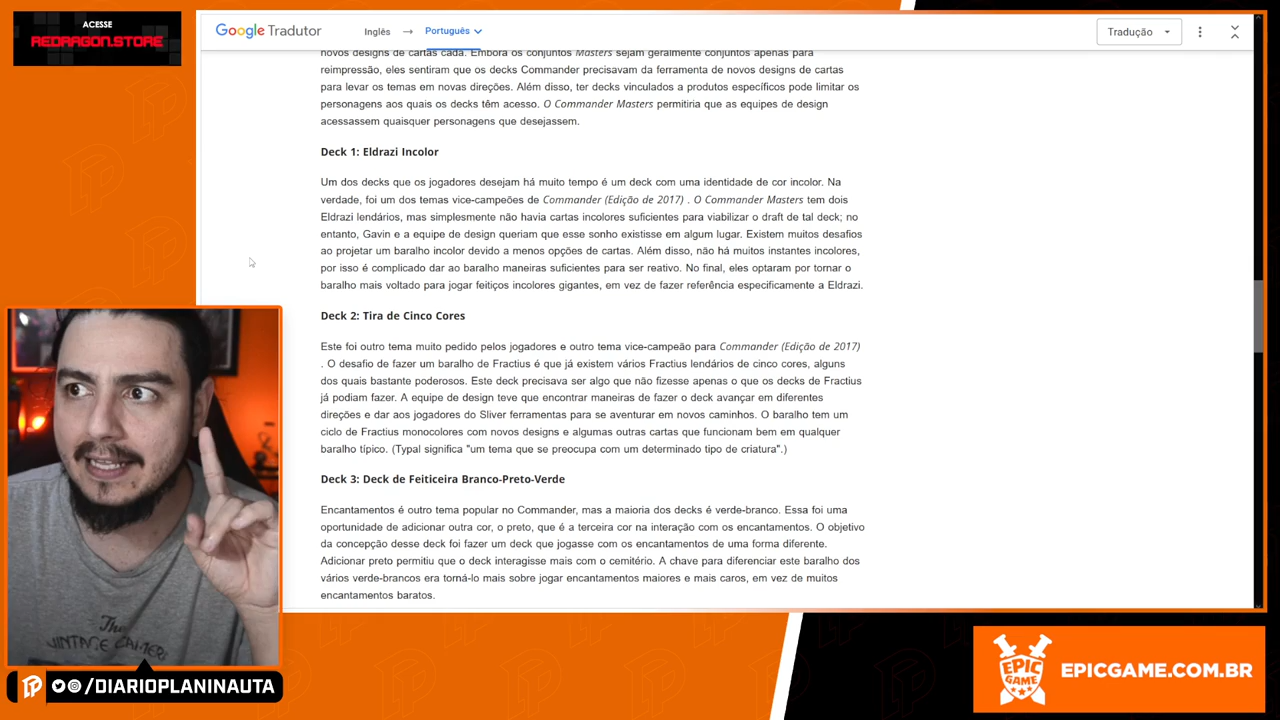 ACESSE
REDRAGON.STORE
Google Tradutor
Inglês → Português
Tradução
novos designs de cartas cada. Embora os conjuntos Masters sejam geralmente conjuntos apenas para
reimpressão, eles sentiram que os decks Commander precisavam da ferramenta de novos designs de cartas
para levar os temas em novas direções. Além disso, ter decks vinculados a produtos específicos pode limitar os
personagens aos quais os decks têm acesso. O Commander Masters permitiria que as equipes de design
acessassem quaisquer personagens que desejassem.
Deck 1: Eldrazi Incolor
Um dos decks que os jogadores desejam há muito tempo é um deck com uma identidade de cor incolor. Na
verdade, foi um dos temas vice-campeões de Commander (Edição de 2017) . O Commander Masters tem dois
Eldrazi lendários, mas simplesmente não havia cartas incolores suficientes para viabilizar o draft de tal deck; no
entanto, Gavin e a equipe de design queriam que esse sonho existisse em algum lugar. Existem muitos desafios
ao projetar um baralho incolor devido a menos opções de cartas. Além disso, não há muitos instantes incolores,
por isso é complicado dar ao baralho maneiras suficientes para ser reativo. No final, eles optaram por tornar o
baralho mais voltado para jogar feitiços incolores gigantes, em vez de fazer referência especificamente a Eldrazi.
Deck 2: Tira de Cinco Cores
Este foi outro tema muito pedido pelos jogadores e outro tema vice-campeão para Commander (Edição de 2017)
. O desafio de fazer um baralho de Fractius é que já existem vários Fractius lendários de cinco cores, alguns
dos quais bastante poderosos. Este deck precisava ser algo que não fizesse apenas o que os decks de Fractius
já podiam fazer. A equipe de design teve que encontrar maneiras de fazer o deck avançar em diferentes
direções e dar aos jogadores do Sliver ferramentas para se aventurar em novos caminhos. O baralho tem um
ciclo de Fractius monocolores com novos designs e algumas outras cartas que funcionam bem em qualquer
baralho típico. (Typal significa "um tema que se preocupa com um determinado tipo de criatura".)
Deck 3: Deck de Feiticeira Branco-Preto-Verde
Encantamentos é outro tema popular no Commander, mas a maioria dos decks é verde-branco. Essa foi uma
oportunidade de adicionar outra cor, o preto, que é a terceira cor na interação com os encantamentos. O objetivo
da concepção desse deck foi fazer um deck que jogasse com os encantamentos de uma forma diferente.
Adicionar preto permitiu que o deck interagisse mais com o cemitério. A chave para diferenciar este baralho dos
vários verde-brancos era torná-lo mais sobre jogar encantamentos maiores e mais caros, em vez de muitos
encantamentos baratos.
The
VINTAGE
/DIARIOPLANINAUTA
EPIC
GAME
EPICGAME.COM.BR